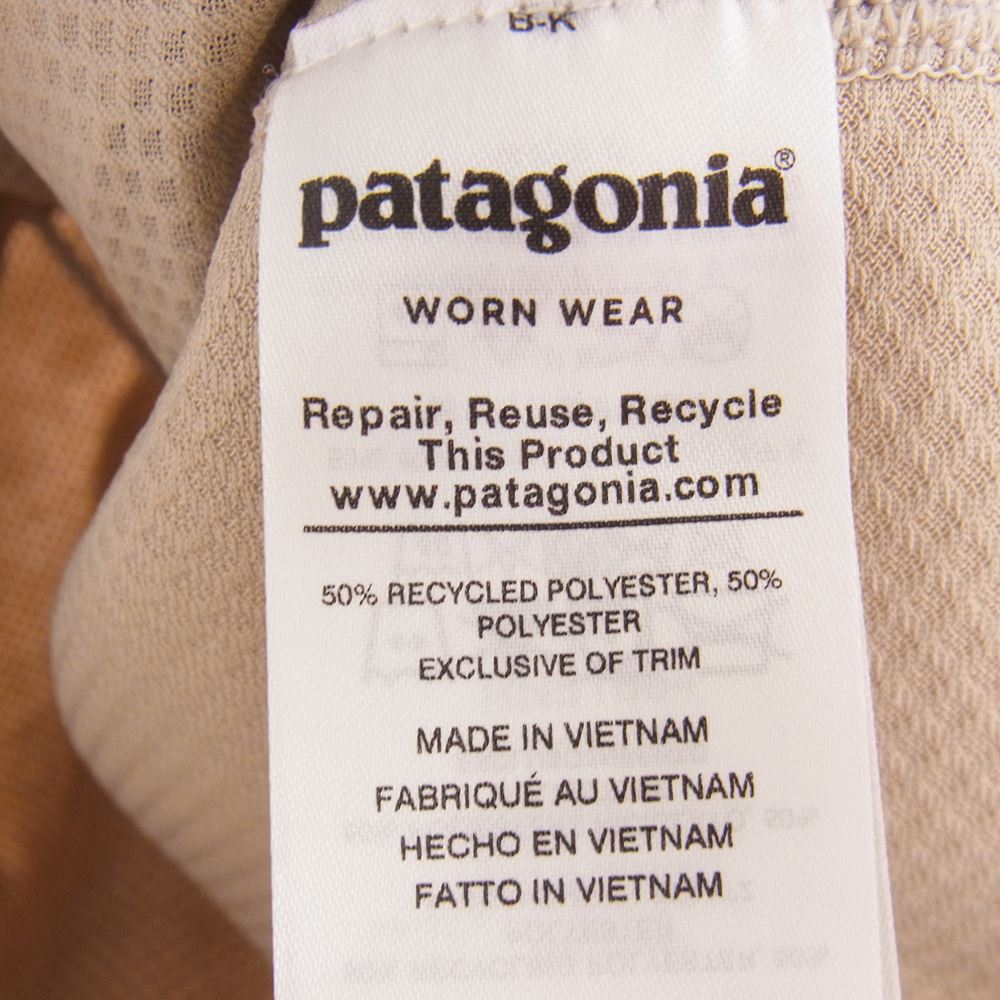 B-K
patagonia®
WORN WEAR
Repair, Reuse, Recycle
This Product
www.patagonia.com
50% RECYCLED POLYESTER, 50%
POLYESTER
EXCLUSIVE OF TRIM
MADE IN VIETNAM
FABRIQUÉ AU VIETNAM
HECHO EN VIETNAM
FATTO IN VIETNAM